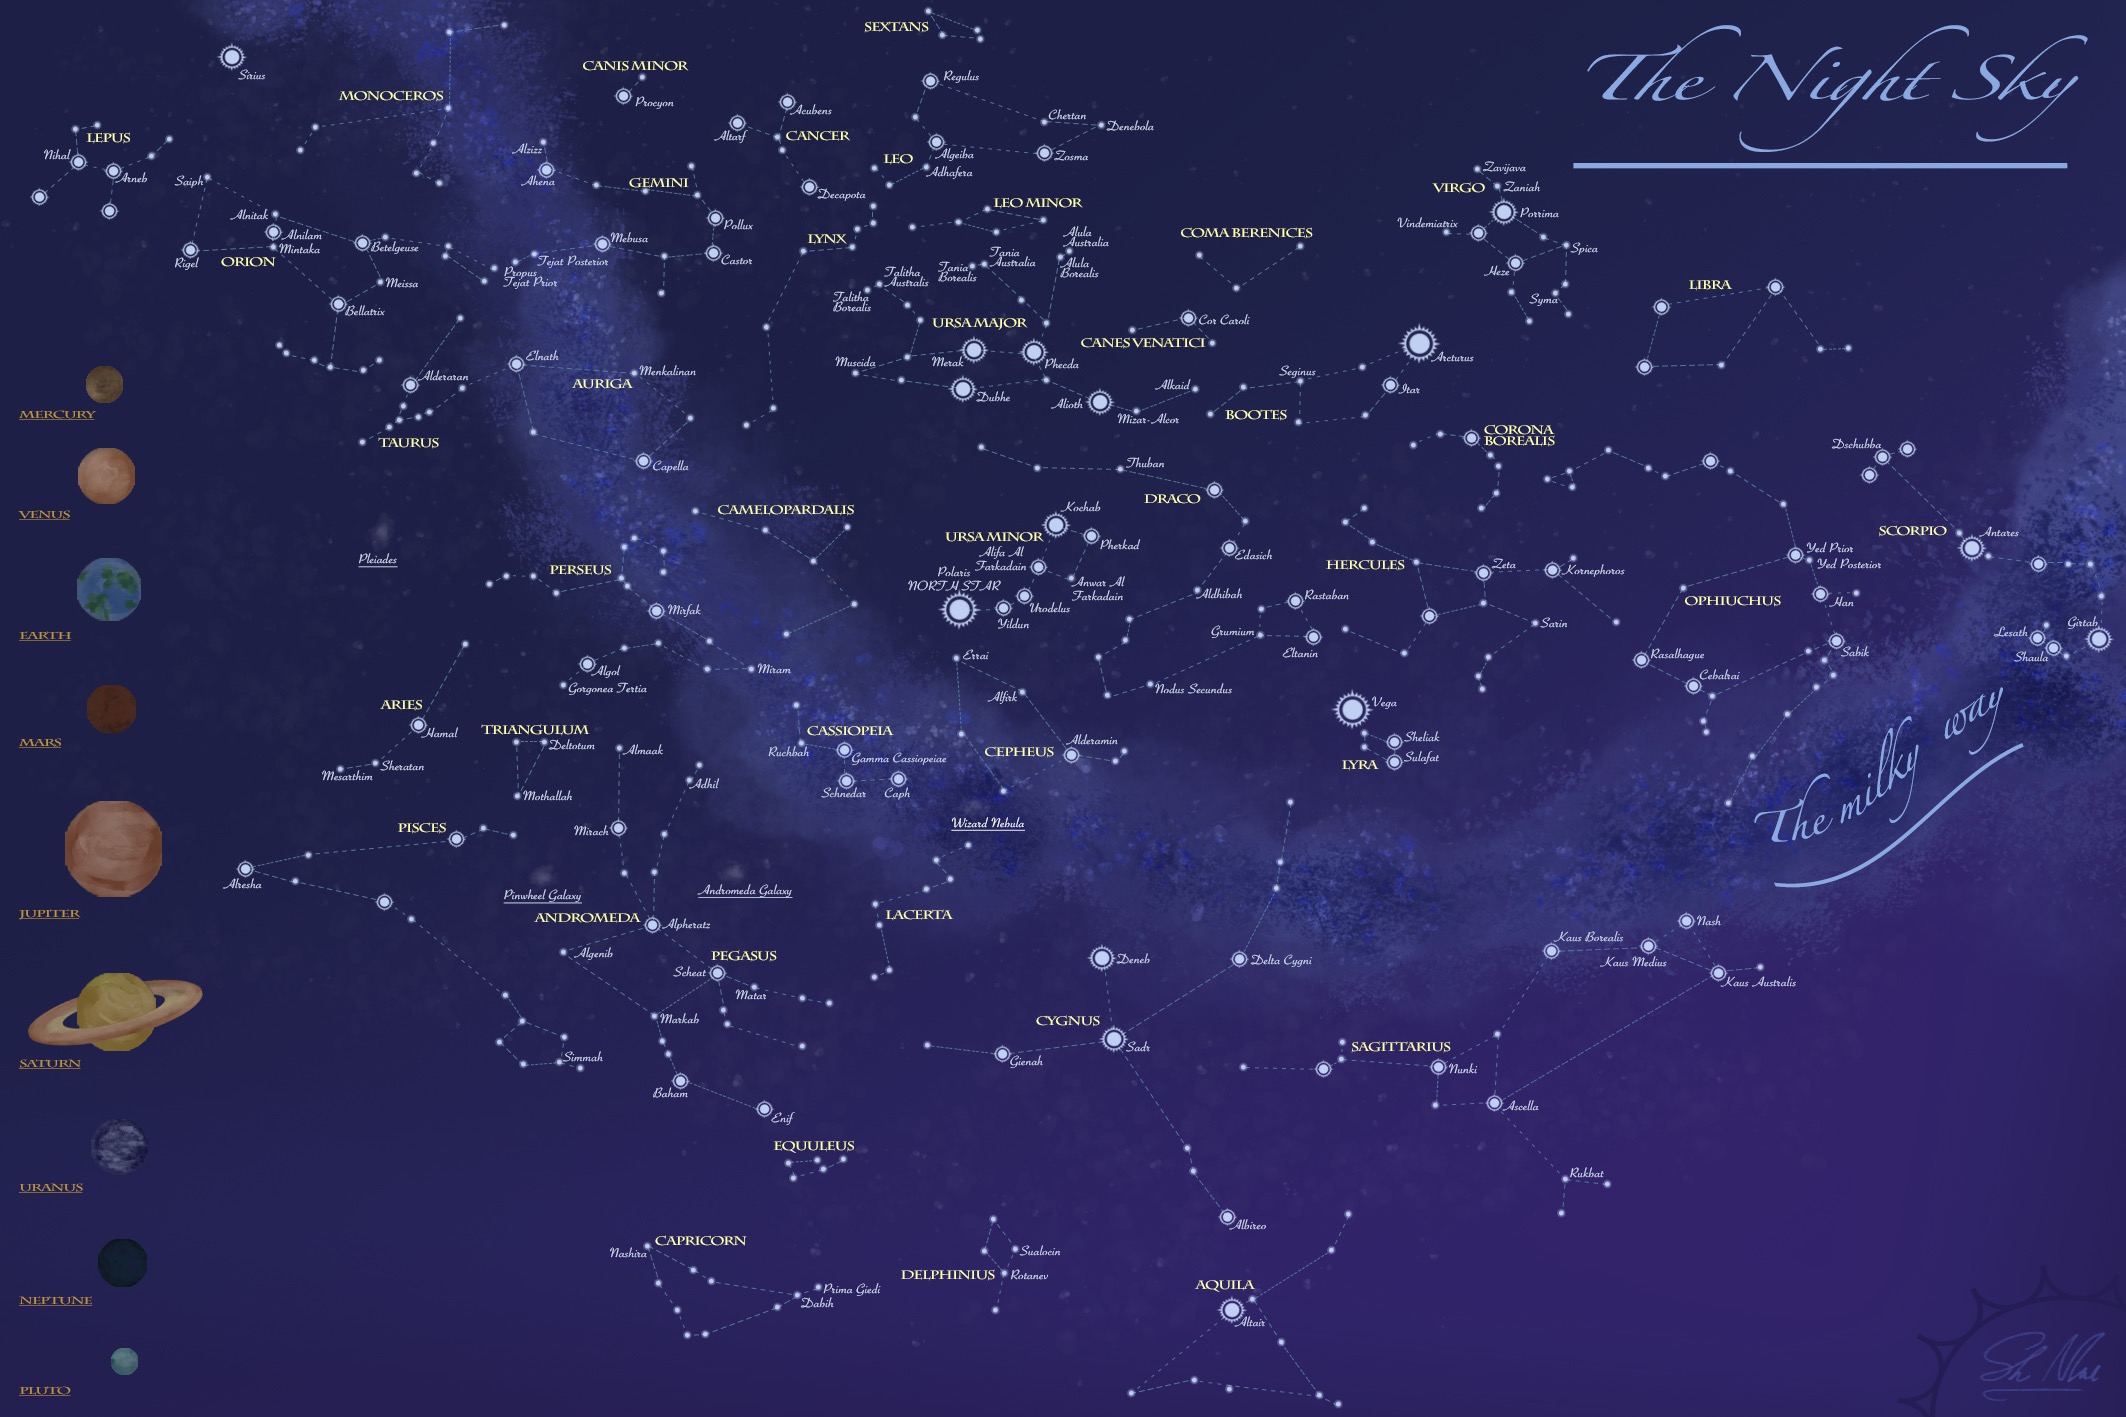 The Night Sky
SEXTANS
Sirius
CANIS MINOR
Procyon
MONOCEROS
Regulus
Acubens
Altarf
CANCER
Chertan
Denebola
LEPUS
Nihal
Arneb
Alzizz
Ahena
Algeiba
Zosma
LEO
Adhafera
Saiph
GEMINI
Decapota
Zavijava
VIRGO
Zaniah
LEO MINOR
Alnitak
Porrima
Pollux
Vindemiatrix
Alnilam
Mintaka
Betelgeuse
Mebusa
LYNX
Alula
Australia
COMA BERENICES
Spica
Rigel
ORION
Castor
Tejat Posterior
Propus
Tejat Prior
Tania
Australia
Tania
Borealis
Alula
Borealis
Heze
Meissa
Talitha
Australis
Talitha
Borealis
LIBRA
Syma
Bellatrix
URSA MAJOR
Cor Caroli
CANES VENATICI
Elnath
Muscida
Merak
Phecda
Arcturus
MERCURY
Alderaran
Menkalinan
AURIGA
Seginus
Dubhe
Alkaid
Itar
Alioth
Mizar-Alcor
BOOTES
TAURUS
CORONA
BOREALIS
Dschubba
Capella
Thuban
DRACO
VENUS
CAMELOPARDALIS
Kochab
URSA MINOR
SCORPIO
Antares
Pherkad
Edasich
Pleiades
Alifa Al
Farkadain
Yed Prior
Yed Posterior
PERSEUS
HERCULES
Zeta
Kornephoros
Polaris
NORTH STAR
Anwar Al
Farkadain
Aldhibah
Rastaban
OPHIUCHUS
Han
Mirfak
Urodelus
Yildun
EARTH
Grumium
Sarin
Girtab
Lesath
Eltanin
Errai
Rasalhague
Sabik
Shaula
Algol
Miram
Gorgonea Tertia
Nodus Secundus
Cebalrai
Alfirk
ARIES
Vega
Hamal
TRIANGULUM
CASSIOPEIA
MARS
Deltotum
Almaak
Ruchbah
Gamma Cassiopeiae
CEPHEUS
Alderamin
Sheliak
Sulafat
LYRA
Sheratan
Mesarthim
Adhil
Mothallah
Schnedar
Caph
The milky way
PISCES
Mirach
Wizard Nebula
Alresha
Pinwheel Galaxy
Andromeda Galaxy
JUPITER
ANDROMEDA
Alpheratz
LACERTA
Nash
Kaus Borealis
Algenib
PEGASUS
Deneb
Delta Cygni
Kaus Medius
Scheat
Matar
Kaus Australis
Markab
CYGNUS
Sadr
SATURN
Simmah
Gienah
SAGITTARIUS
Nunki
Baham
Ascella
Enif
EQUULEUS
URANUS
Rukbat
Albireo
CAPRICORN
Nashira
Sualocin
DELPHINIUS
Rotanev
AQUILA
NEPTUNE
Prima Giedi
Dabih
Altair
PLUTO